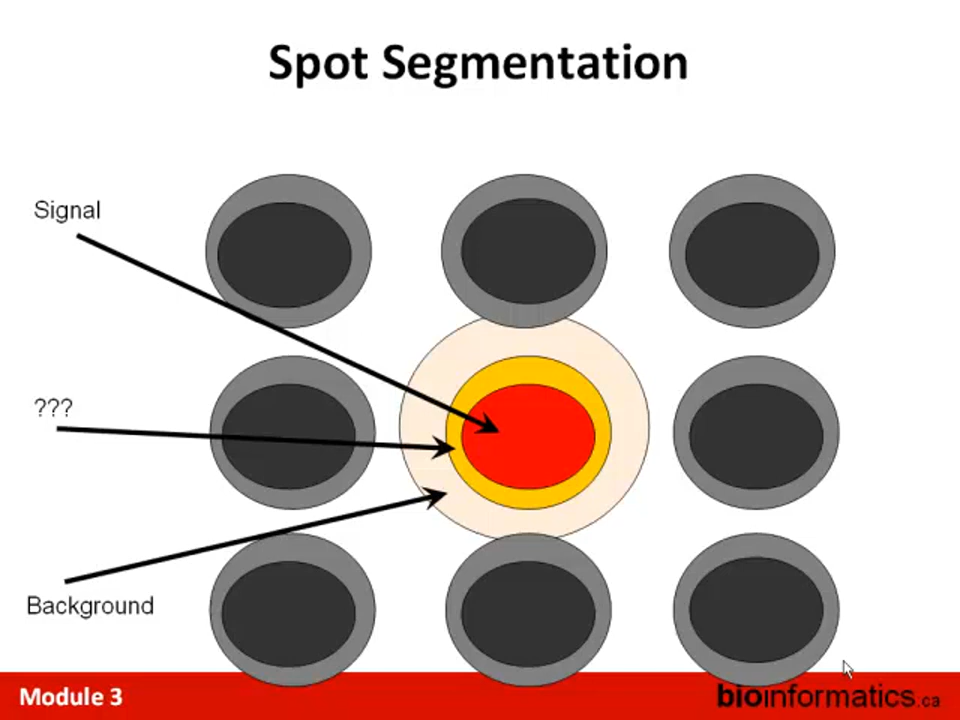 Spot Segmentation
Signal
???
Background
Module 3
bioinformatics.ca